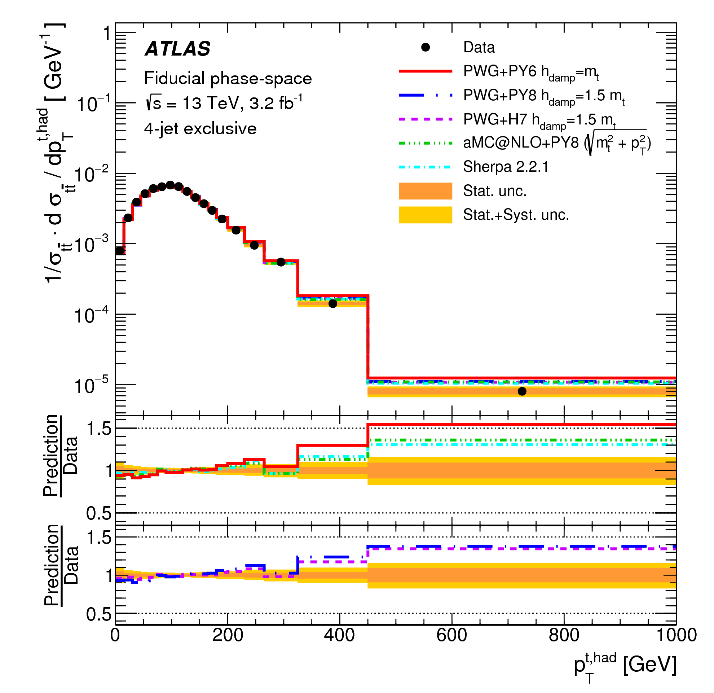 ATLAS
Fiducial phase-space
√s = 13 TeV, 3.2 fb⁻¹
4-jet exclusive
Data
PWG+PY6 h_damp=m_t
PWG+PY8 h_damp=1.5 m_t
PWG+H7 h_damp=1.5 m_t
aMC@NLO+PY8 (√m_t² + p_T²)
Sherpa 2.2.1
Stat. unc.
Stat.+Syst. unc.
1/σ_tt̄ · d σ_tt̄ / dp_T^t,had [ GeV⁻¹]
1
10⁻¹
10⁻²
10⁻³
10⁻⁴
10⁻⁵
Prediction
Data
1.5
1
0.5
Prediction
Data
1.5
1
0.5
0 200 400 600 800 1000
p_T^t,had [GeV]